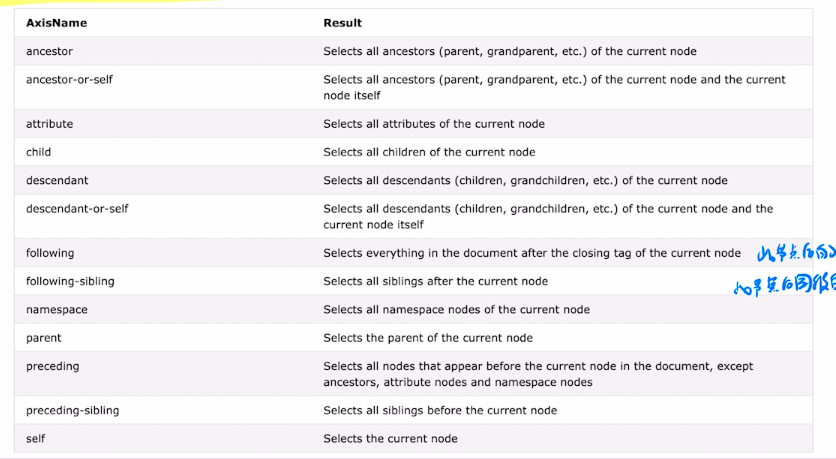 AxisName Result
ancestor Selects all ancestors (parent, grandparent, etc.) of the current node
ancestor-or-self Selects all ancestors (parent, grandparent, etc.) of the current node and the current
node itself
attribute Selects all attributes of the current node
child Selects all children of the current node
descendant Selects all descendants (children, grandchildren, etc.) of the current node
descendant-or-self Selects all descendants (children, grandchildren, etc.) of the current node and the
current node itself
following Selects everything in the document after the closing tag of the current node 节点后
following-sibling Selects all siblings after the current node 节点后同级
namespace Selects all namespace nodes of the current node
parent Selects the parent of the current node
preceding Selects all nodes that appear before the current node in the document, except
ancestors, attribute nodes and namespace nodes
preceding-sibling Selects all siblings before the current node
self Selects the current node